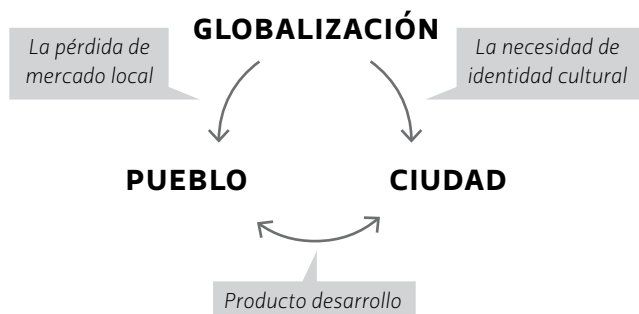 GLOBALIZACIÓN
La pérdida de
mercado local
La necesidad de
identidad cultural
PUEBLO
CIUDAD
Producto desarrollo